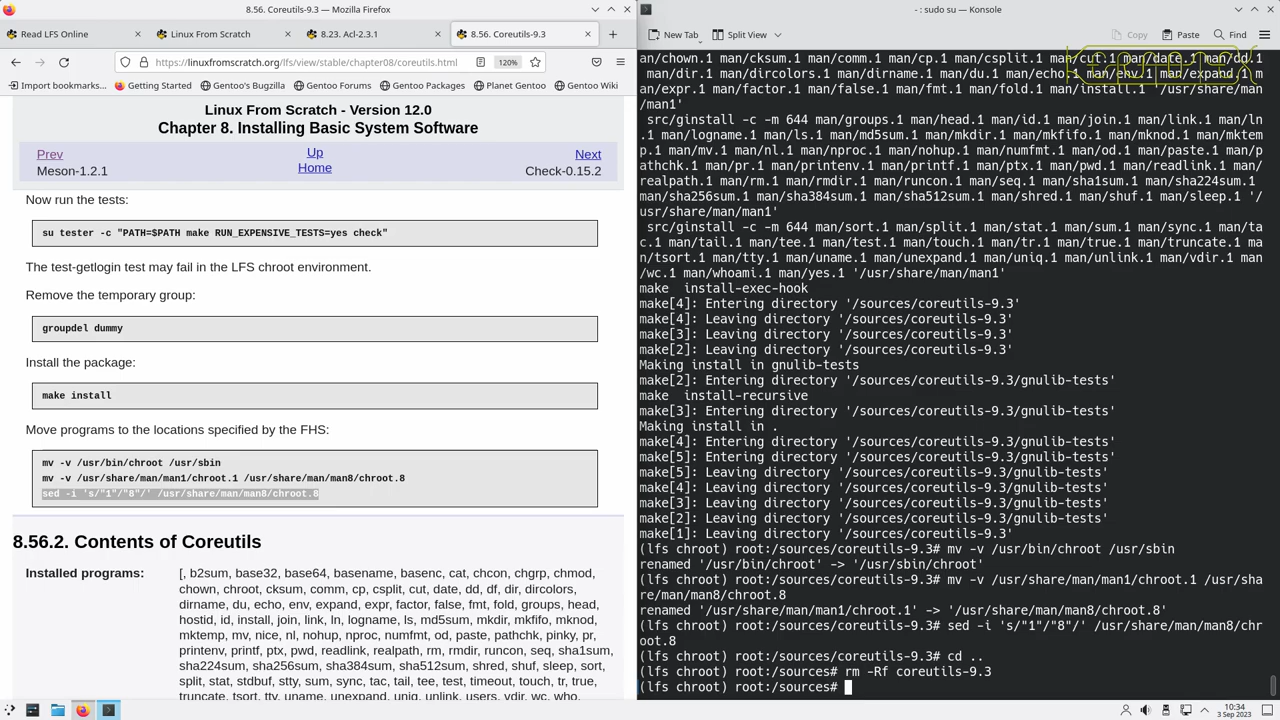 8.56. Coreutils-9.3 — Mozilla Firefox
Read LFS Online
Linux From Scratch
8.23. Acl-2.3.1
8.56. Coreutils-9.3
https://linuxfromscratch.org/lfs/view/stable/chapter08/coreutils.html
120%
Import bookmarks...
Getting Started
Gentoo's Bugzilla
Gentoo Forums
Gentoo Packages
Planet Gentoo
Gentoo Wiki
Linux From Scratch - Version 12.0
Chapter 8. Installing Basic System Software
Prev
Up
Next
Meson-1.2.1
Home
Check-0.15.2
Now run the tests:
su tester -c "PATH=$PATH make RUN_EXPENSIVE_TESTS=yes check"
The test-getlogin test may fail in the LFS chroot environment.
Remove the temporary group:
groupdel dummy
Install the package:
make install
Move programs to the locations specified by the FHS:
mv -v /usr/bin/chroot /usr/sbin
mv -v /usr/share/man/man1/chroot.1 /usr/share/man/man8/chroot.8
sed -i 's/"1"/"8"/' /usr/share/man/man8/chroot.8
8.56.2. Contents of Coreutils
Installed programs:
[, b2sum, base32, base64, basename, basenc, cat, chcon, chgrp, chmod,
chown, chroot, cksum, comm, cp, csplit, cut, date, dd, df, dir, dircolors,
dirname, du, echo, env, expand, expr, factor, false, fmt, fold, groups, head,
hostid, id, install, join, link, ln, logname, ls, md5sum, mkdir, mkfifo, mknod,
mktemp, mv, nice, nl, nohup, nproc, numfmt, od, paste, pathchk, pinky, pr,
printenv, printf, ptx, pwd, readlink, realpath, rm, rmdir, runcon, seq, sha1sum,
sha224sum, sha256sum, sha384sum, sha512sum, shred, shuf, sleep, sort,
split, stat, stdbuf, stty, sum, sync, tac, tail, tee, test, timeout, touch, tr, true,
truncate, tsort, tty, uname, unexpand, uniq, unlink, users, vdir, wc, who,
- : sudo su — Konsole
New Tab
Split View
Copy
Paste
Find
an/chown.1 man/cksum.1 man/comm.1 man/cp.1 man/csplit.1 man/cut.1 man/date.1 man/dd.1
man/dir.1 man/dircolors.1 man/dirname.1 man/du.1 man/echo.1 man/env.1 man/expand.1 m
an/expr.1 man/factor.1 man/false.1 man/fmt.1 man/fold.1 man/install.1 '/usr/share/man
/man1'
src/ginstall -c -m 644 man/groups.1 man/head.1 man/id.1 man/join.1 man/link.1 man/ln
.1 man/logname.1 man/ls.1 man/md5sum.1 man/mkdir.1 man/mkfifo.1 man/mknod.1 man/mktem
p.1 man/mv.1 man/nl.1 man/nproc.1 man/nohup.1 man/numfmt.1 man/od.1 man/paste.1 man/p
athchk.1 man/pr.1 man/printenv.1 man/printf.1 man/ptx.1 man/pwd.1 man/readlink.1 man/
realpath.1 man/rm.1 man/rmdir.1 man/runcon.1 man/seq.1 man/sha1sum.1 man/sha224sum.1
man/sha256sum.1 man/sha384sum.1 man/sha512sum.1 man/shred.1 man/shuf.1 man/sleep.1 '/
usr/share/man/man1'
src/ginstall -c -m 644 man/sort.1 man/split.1 man/stat.1 man/sum.1 man/sync.1 man/ta
c.1 man/tail.1 man/tee.1 man/test.1 man/touch.1 man/tr.1 man/true.1 man/truncate.1 ma
n/tsort.1 man/tty.1 man/uname.1 man/unexpand.1 man/uniq.1 man/unlink.1 man/vdir.1 man
/wc.1 man/whoami.1 man/yes.1 '/usr/share/man/man1'
make  install-exec-hook
make[4]: Entering directory '/sources/coreutils-9.3'
make[4]: Leaving directory '/sources/coreutils-9.3'
make[3]: Leaving directory '/sources/coreutils-9.3'
make[2]: Leaving directory '/sources/coreutils-9.3'
Making install in gnulib-tests
make[2]: Entering directory '/sources/coreutils-9.3/gnulib-tests'
make  install-recursive
make[3]: Entering directory '/sources/coreutils-9.3/gnulib-tests'
Making install in .
make[4]: Entering directory '/sources/coreutils-9.3/gnulib-tests'
make[5]: Entering directory '/sources/coreutils-9.3/gnulib-tests'
make[5]: Leaving directory '/sources/coreutils-9.3/gnulib-tests'
make[4]: Leaving directory '/sources/coreutils-9.3/gnulib-tests'
make[3]: Leaving directory '/sources/coreutils-9.3/gnulib-tests'
make[2]: Leaving directory '/sources/coreutils-9.3/gnulib-tests'
make[1]: Leaving directory '/sources/coreutils-9.3'
(lfs chroot) root:/sources/coreutils-9.3# mv -v /usr/bin/chroot /usr/sbin
renamed '/usr/bin/chroot' -> '/usr/sbin/chroot'
(lfs chroot) root:/sources/coreutils-9.3# mv -v /usr/share/man/man1/chroot.1 /usr/sha
re/man/man8/chroot.8
renamed '/usr/share/man/man1/chroot.1' -> '/usr/share/man/man8/chroot.8'
(lfs chroot) root:/sources/coreutils-9.3# sed -i 's/"1"/"8"/' /usr/share/man/man8/chr
oot.8
(lfs chroot) root:/sources/coreutils-9.3# cd ..
(lfs chroot) root:/sources# rm -Rf coreutils-9.3
(lfs chroot) root:/sources#
10:34
3 Sep 2023